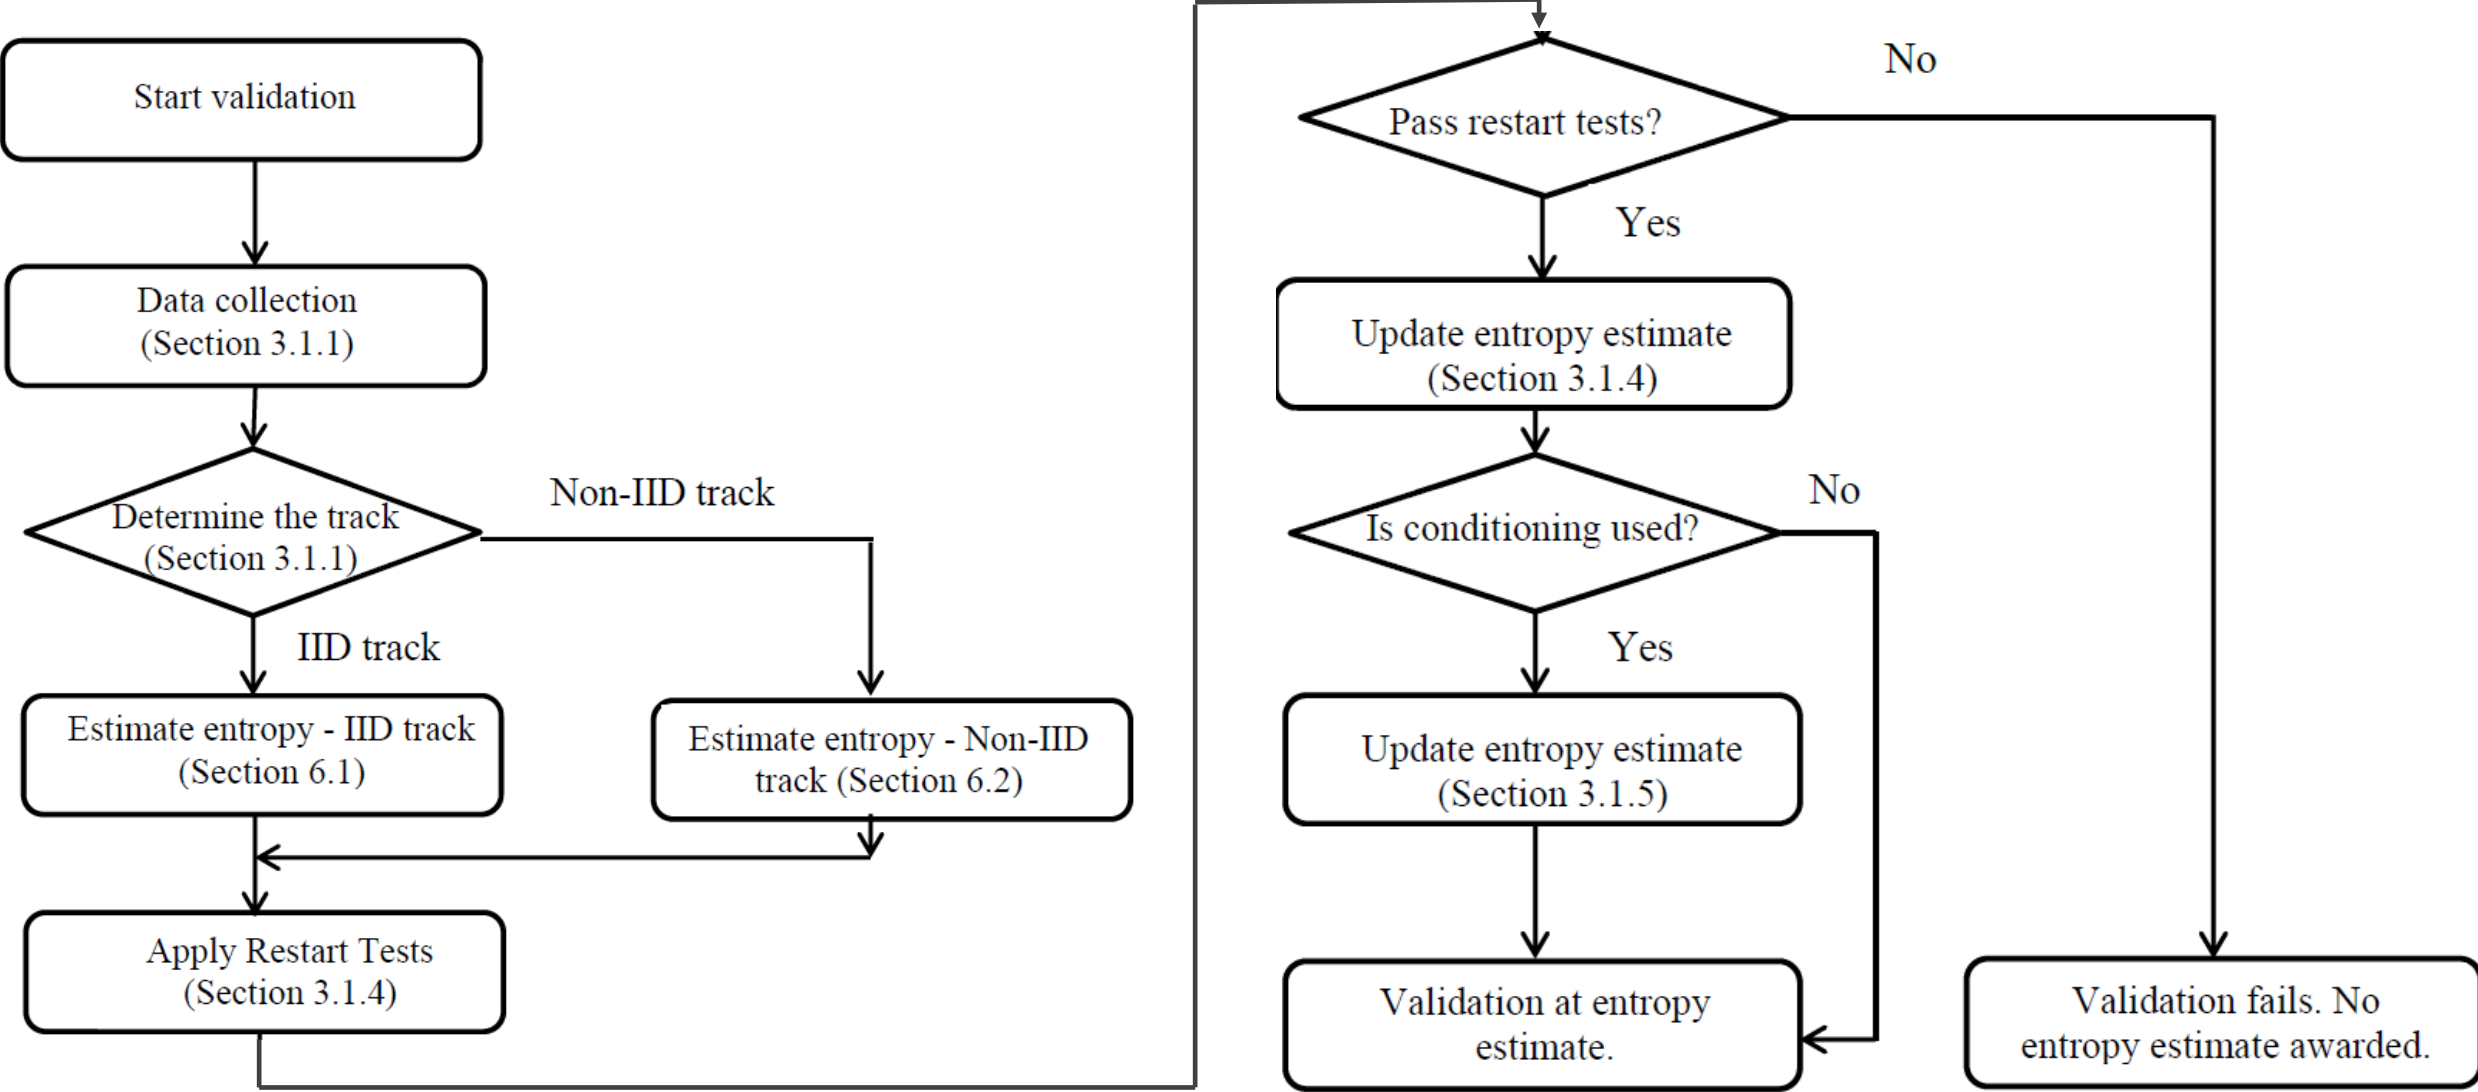 Start validation
Data collection
(Section 3.1.1)
Determine the track
(Section 3.1.1)
Non-IID track
IID track
Estimate entropy - IID track
(Section 6.1)
Estimate entropy - Non-IID
track (Section 6.2)
Apply Restart Tests
(Section 3.1.4)
Pass restart tests?
No
Yes
Update entropy estimate
(Section 3.1.4)
Is conditioning used?
No
Yes
Update entropy estimate
(Section 3.1.5)
Validation at entropy
estimate.
Validation fails. No
entropy estimate awarded.